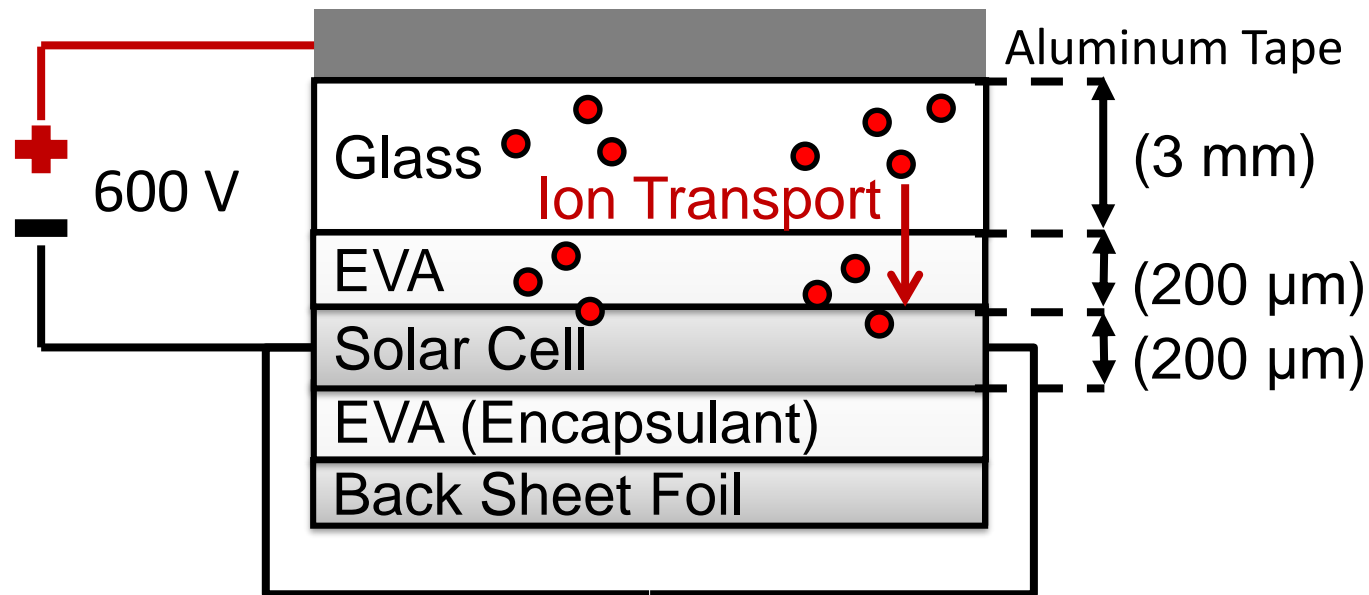 Aluminum Tape
600 V
Glass
(3 mm)
Ion Transport
EVA
(200 µm)
Solar Cell
(200 µm)
EVA (Encapsulant)
Back Sheet Foil